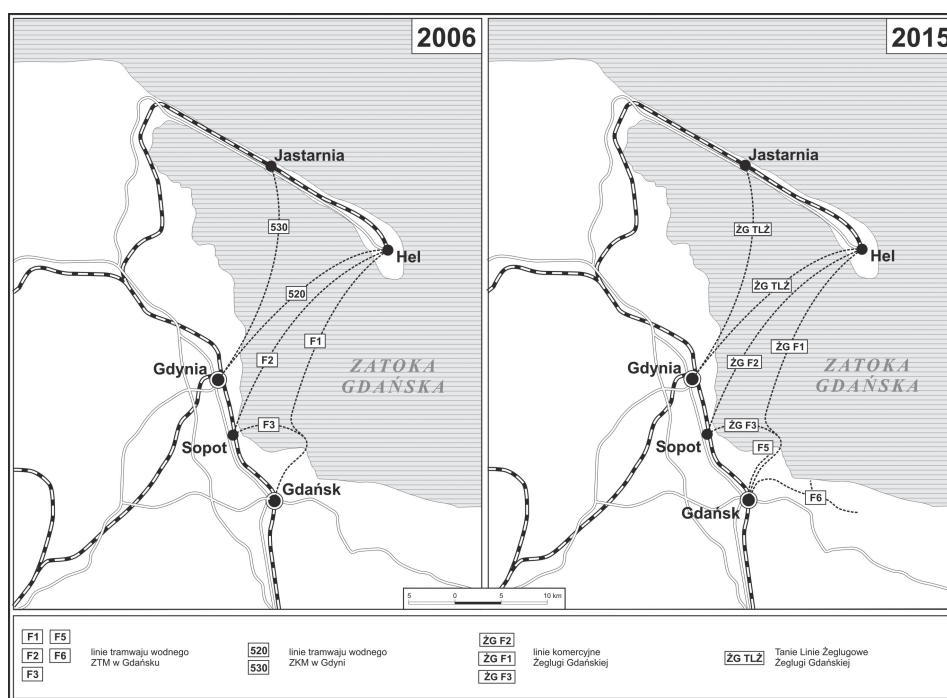 2006
Jastarnia
530
Hel
520
F1
F2
Gdynia
ZATOKA
GDAŃSKA
F3
Sopot
Gdańsk
2015
Jastarnia
ŻG TLŻ
Hel
ŻG TLŻ
ŻG F1
ŻG F2
Gdynia
ZATOKA
GDAŃSKA
ŻG F3
Sopot
F5
Gdańsk
F6
5 0 5 10 km
F1 F5
F2 F6
F3
linie tramwaju wodnego
ZTM w Gdańsku
520
530
linie tramwaju wodnego
ZKM w Gdyni
ŻG F2
ŻG F1
ŻG F3
linie komercyjne
Żeglugi Gdańskiej
ŻG TLŻ
Tanie Linie Żeglugowe
Żeglugi Gdańskiej